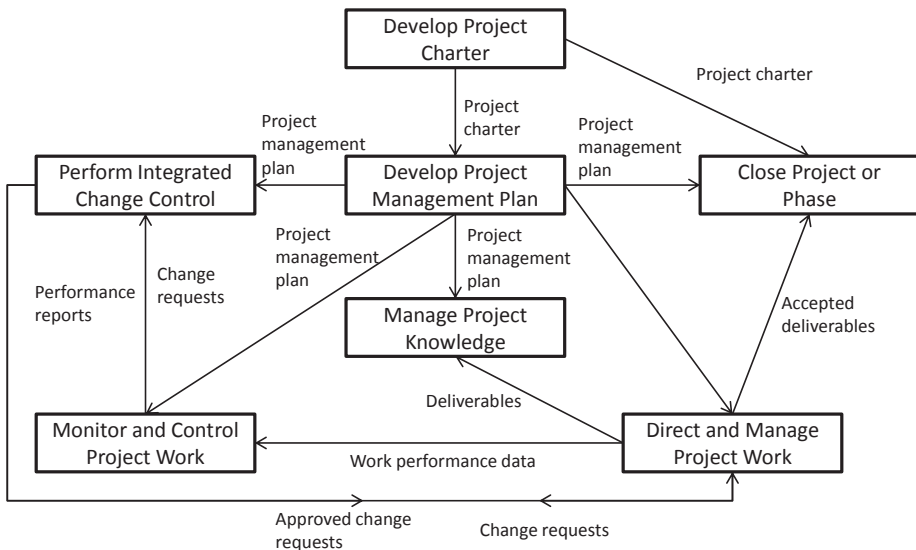 Develop Project
Charter
Project charter
Project
charter
Project
management
plan
Project
management
plan
Perform Integrated
Change Control
Develop Project
Management Plan
Close Project or
Phase
Project
management
plan
Project
management
plan
Change
requests
Performance
reports
Manage Project
Knowledge
Accepted
deliverables
Deliverables
Monitor and Control
Project Work
Direct and Manage
Project Work
Work performance data
Approved change
requests
Change requests